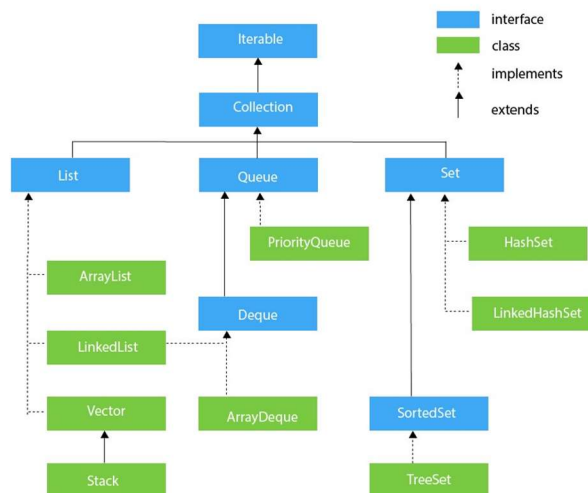 Iterable
interface
class
implements
extends
Collection
List
Queue
Set
PriorityQueue
HashSet
ArrayList
Deque
LinkedHashSet
LinkedList
Vector
ArrayDeque
SortedSet
Stack
TreeSet